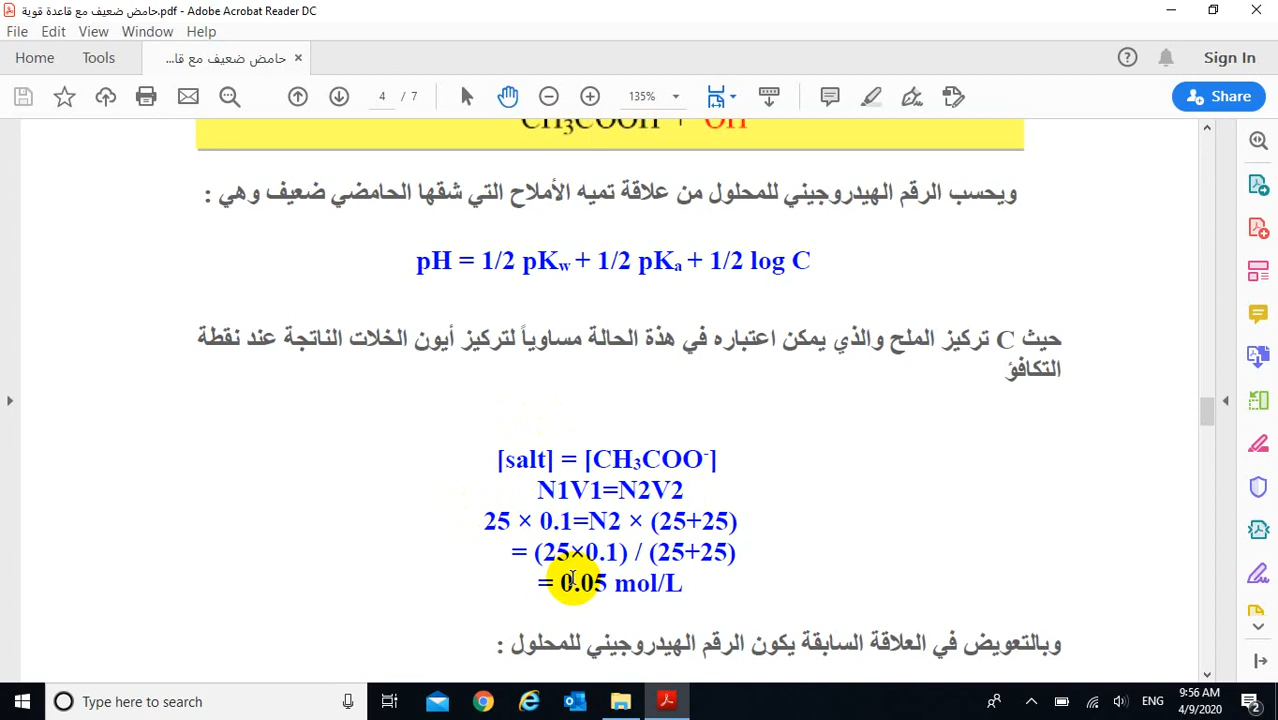 حامض ضعيف مع قاعدة قوية.pdf - Adobe Acrobat Reader DC
File Edit View Window Help
Home Tools حامض ضعيف مع قا... × Sign In
4 / 7 135% Share
CH₃COOH + OH
ويحسب الرقم الهيدروجيني للمحلول من علاقة تميه الأملاح التي شقها الحامضي ضعيف وهي :
pH = 1/2 pKw + 1/2 pKa + 1/2 log C
حيث C تركيز الملح والذي يمكن اعتباره في هذة الحالة مساوياً لتركيز أيون الخلات الناتجة عند نقطة
التكافؤ
[salt] = [CH₃COO⁻]
N1V1=N2V2
25 × 0.1=N2 × (25+25)
= (25×0.1) / (25+25)
= 0.05 mol/L
وبالتعويض في العلاقة السابقة يكون الرقم الهيدروجيني للمحلول :
Type here to search
ENG
9:56 AM
4/9/2020
2